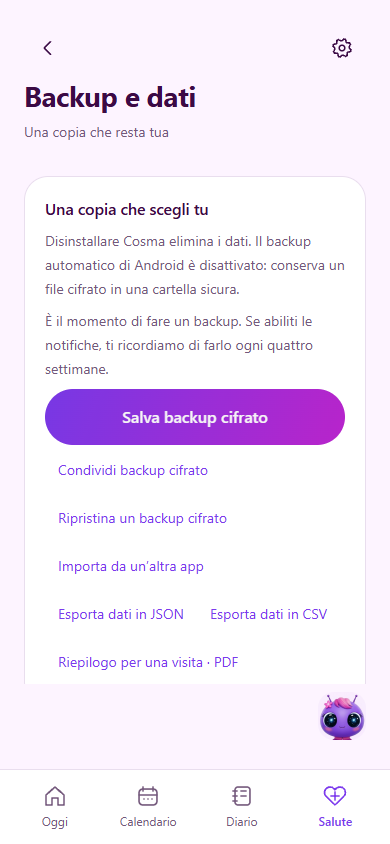 Backup e dati
Una copia che resta tua
Una copia che scegli tu
Disinstallare Cosma elimina i dati. Il backup
automatico di Android è disattivato: conserva un
file cifrato in una cartella sicura.
È il momento di fare un backup. Se abiliti le
notifiche, ti ricordiamo di farlo ogni quattro
settimane.
Salva backup cifrato
Condividi backup cifrato
Ripristina un backup cifrato
Importa da un’altra app
Esporta dati in JSON Esporta dati in CSV
Riepilogo per una visita · PDF
Oggi Calendario Diario Salute